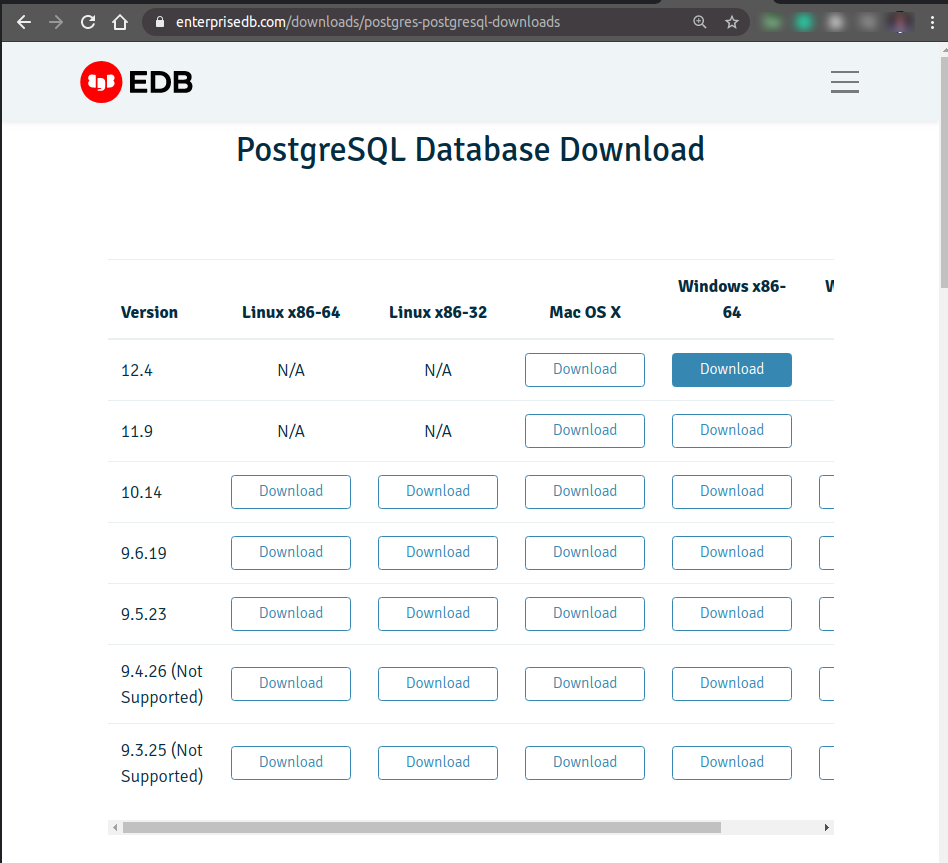 enterprisedb.com/downloads/postgres-postgresql-downloads
EDB
PostgreSQL Database Download
Windows x86-
Version Linux x86-64 Linux x86-32 Mac OS X 64
12.4 N/A N/A Download Download
11.9 N/A N/A Download Download
10.14 Download Download Download Download
9.6.19 Download Download Download Download
9.5.23 Download Download Download Download
9.4.26 (Not
Supported) Download Download Download Download
9.3.25 (Not
Supported) Download Download Download Download